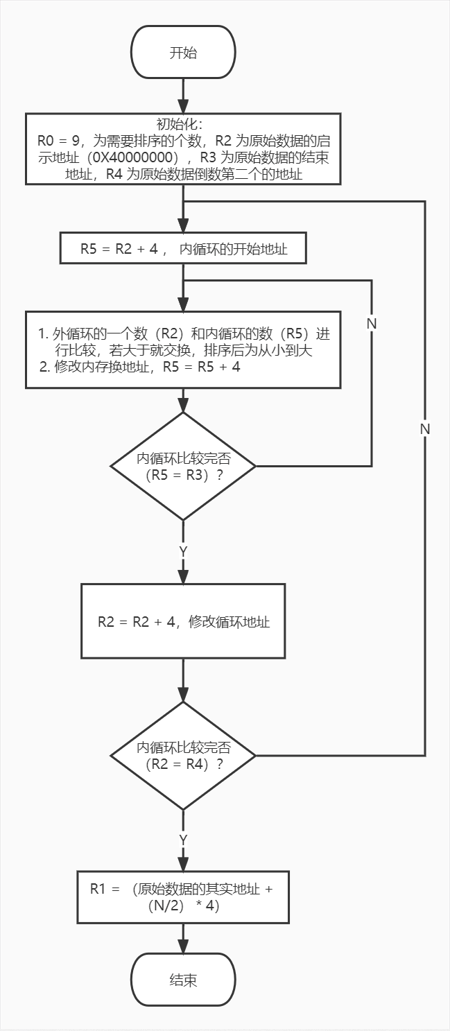 开始
初始化：
R0 = 9，为需要排序的个数，R2 为原始数据的启
示地址（0X40000000），R3 为原始数据的结束
地址，R4 为原始数据倒数第二个的地址
R5 = R2 + 4 ， 内循环的开始地址
N
1. 外循环的一个数（R2）和内循环的数（R5）进
行比较，若大于就交换，排序后为从小到大
2. 修改内存换地址，R5 = R5 + 4
N
内循环比较完否
（R5 = R3）？
Y
R2 = R2 + 4，修改循环地址
内循环比较完否
（R2 = R4）？
Y
R1 = （原始数据的其实地址 +
（N/2） * 4）
结束